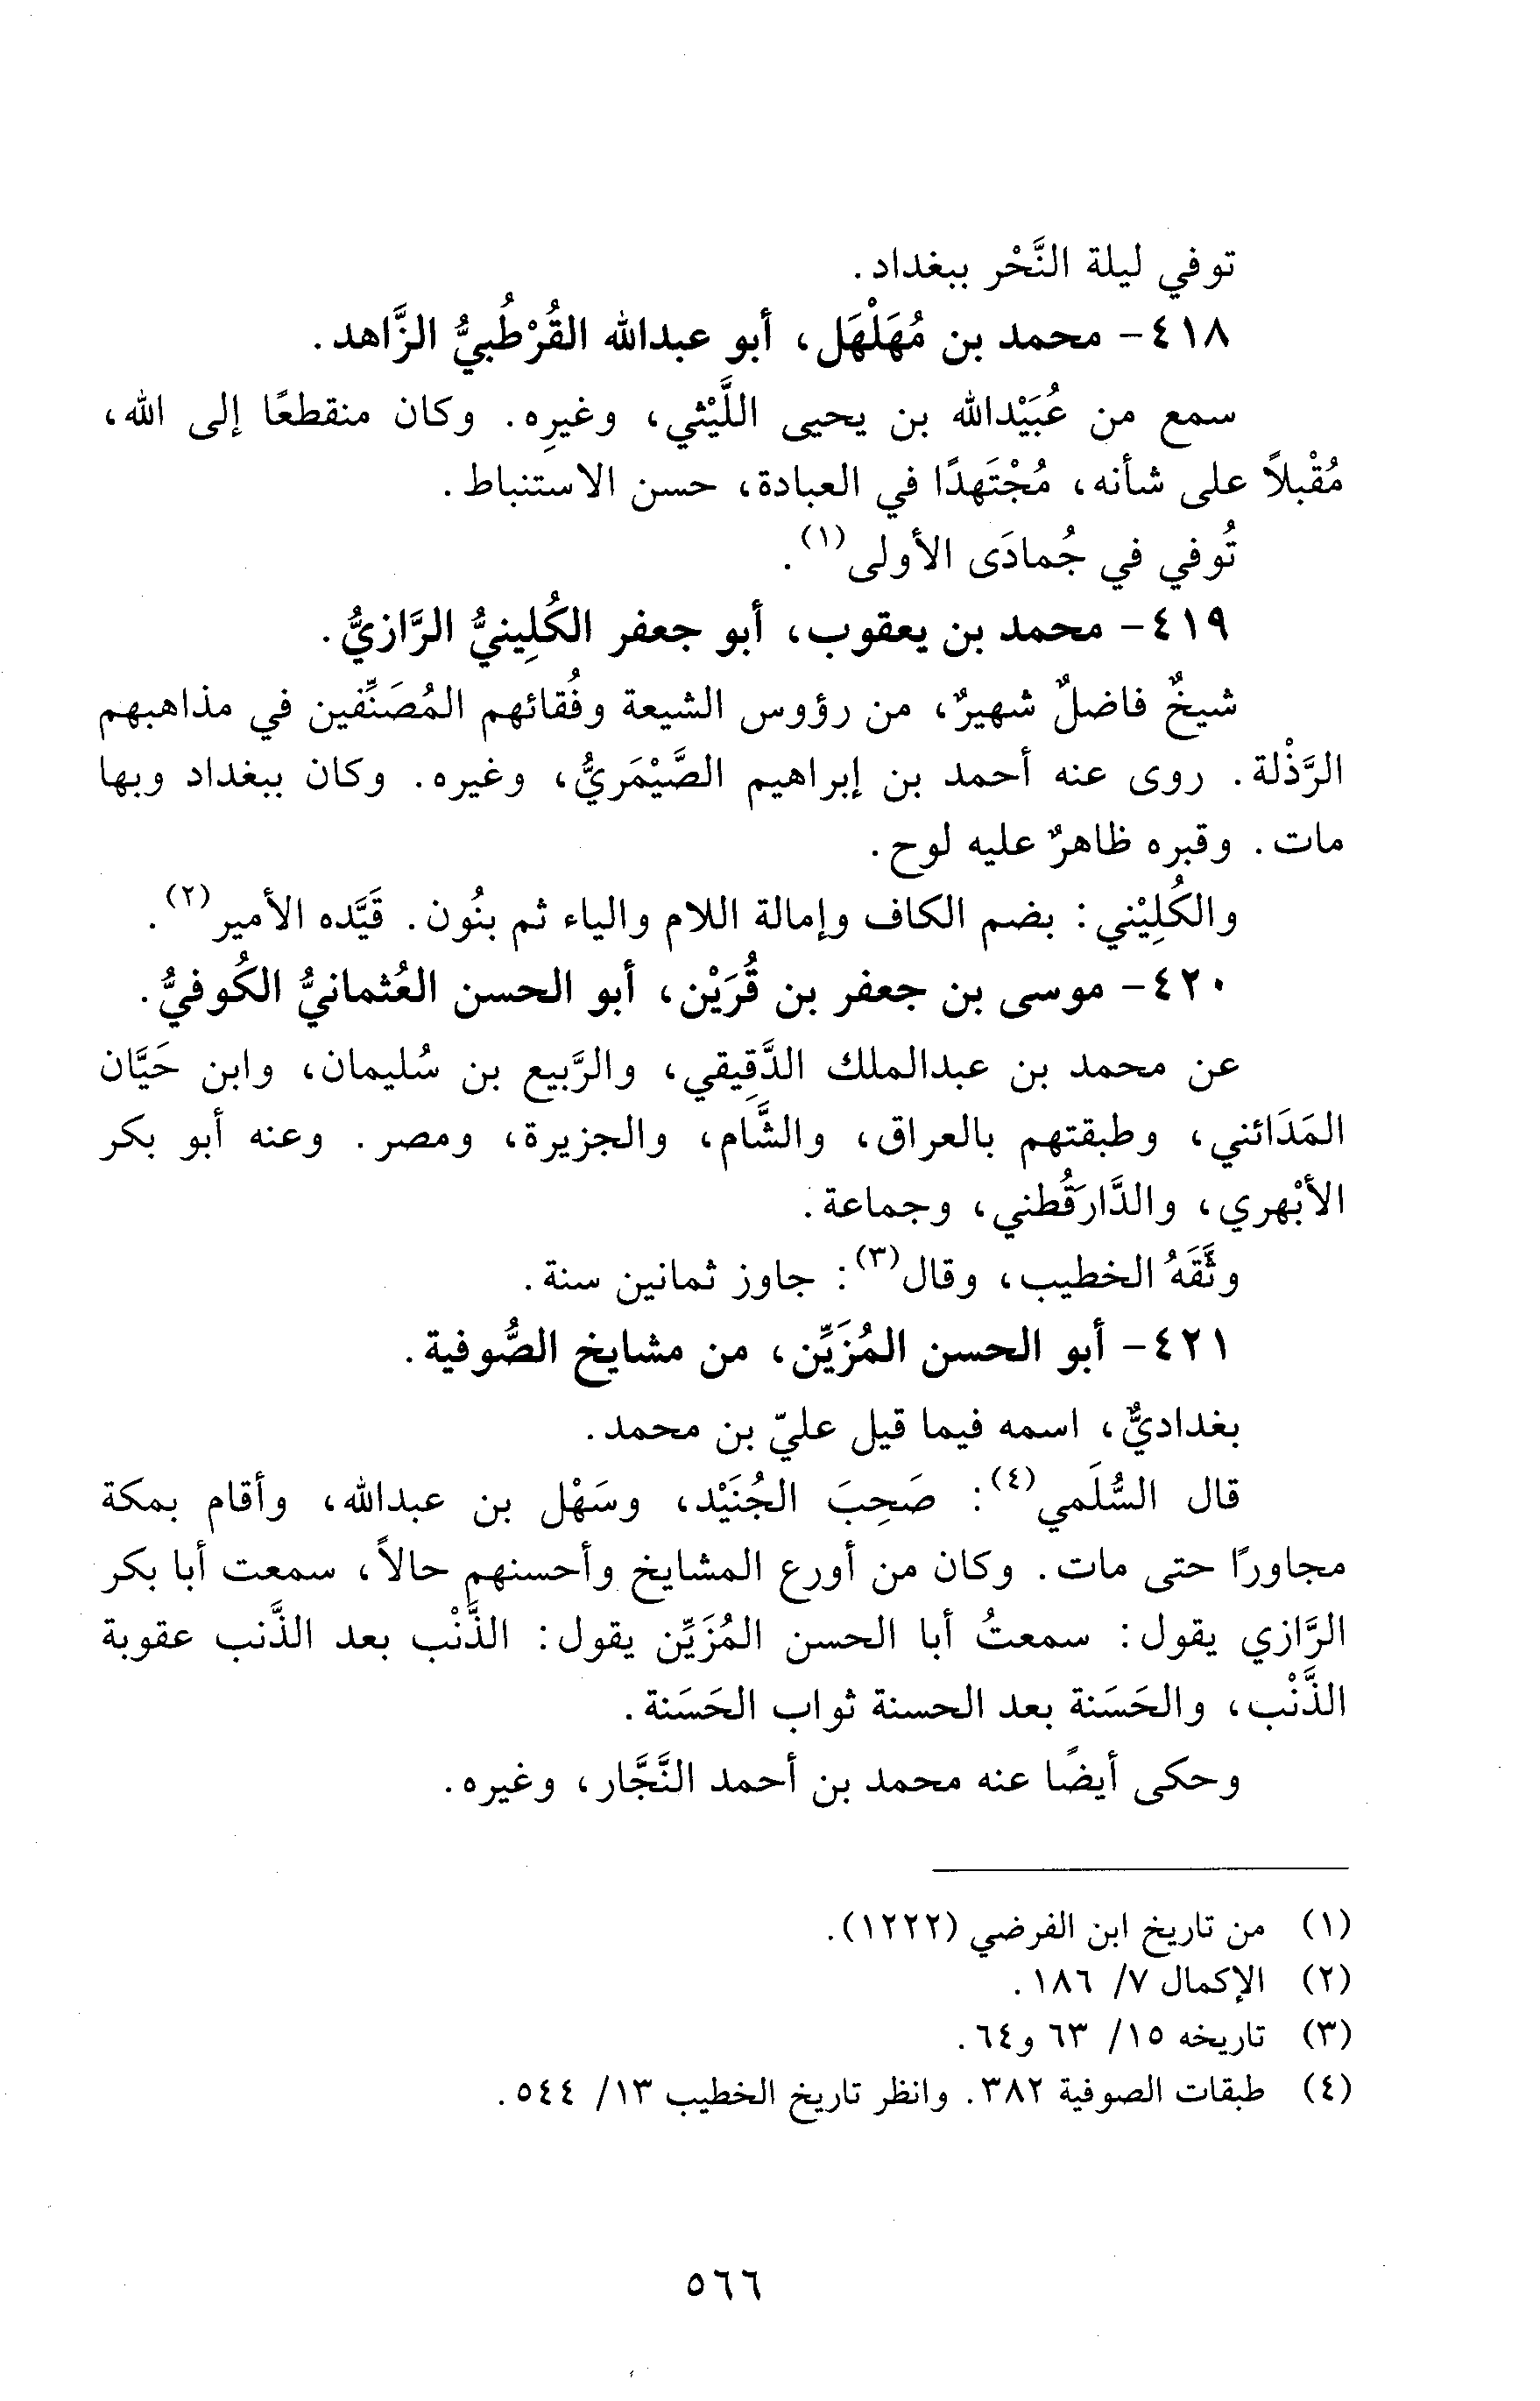 توفي ليلة النَّحْر ببغداد.
٤١٨- محمد بن مُهَلْهَل، أبو عبدالله القُرْطُبيُّ الزَّاهد.
سمع من عُبَيْدالله بن يحيى اللَّيْثي، وغيرِه. وكان منقطعًا إلى الله،
مُقْبلاً على شأنه، مُجْتَهدًا في العبادة، حسن الاستنباط.
تُوفي في جُمادَى الأولى(١).
٤١٩- محمد بن يعقوب، أبو جعفر الكُلِينيُّ الرَّازيُّ.
شيخٌ فاضلٌ شهيرٌ، من رؤوس الشيعة وفُقائهم المُصَنِّفين في مذاهبهم
الرَّذْلة. روى عنه أحمد بن إبراهيم الصَّيْمَريُّ، وغيره. وكان ببغداد وبها
مات. وقبره ظاهرٌ عليه لوح.
والكُلِيْني: بضم الكاف وإمالة اللام والياء ثم بنُون. قَيَّده الأمير(٢).
٤٢٠- موسى بن جعفر بن قُرَيْن، أبو الحسن العُثمانيُّ الكُوفيُّ.
عن محمد بن عبدالملك الدَّقِيقي، والرَّبيع بن سُليمان، وابن حَيَّان
المَدَائني، وطبقتهم بالعراق، والشَّام، والجزيرة، ومصر. وعنه أبو بكر
الأبْهري، والدَّارَقُطني، وجماعة.
وثَّقَهُ الخطيب، وقال(٣): جاوز ثمانين سنة.
٤٢١- أبو الحسن المُزَيِّن، من مشايخ الصُّوفية.
بغداديٌّ، اسمه فيما قيل عليّ بن محمد.
قال السُّلَمي(٤): صَحِبَ الجُنَيْد، وسَهْل بن عبدالله، وأقام بمكة
مجاورًا حتى مات. وكان من أورع المشايخ وأحسنهم حالاً، سمعت أبا بكر
الرَّازي يقول: سمعتُ أبا الحسن المُزَيِّن يقول: الذَّنْب بعد الذَّنب عقوبة
الذَّنْب، والحَسَنة بعد الحسنة ثواب الحَسَنة.
وحكى أيضًا عنه محمد بن أحمد النَّجَّار، وغيره.
(١) من تاريخ ابن الفرضي (١٢٢٢).
(٢) الإكمال ٧/ ١٨٦.
(٣) تاريخه ١٥/ ٦٣ و٦٤.
(٤) طبقات الصوفية ٣٨٢. وانظر تاريخ الخطيب ١٣/ ٥٤٤.
٥٦٦